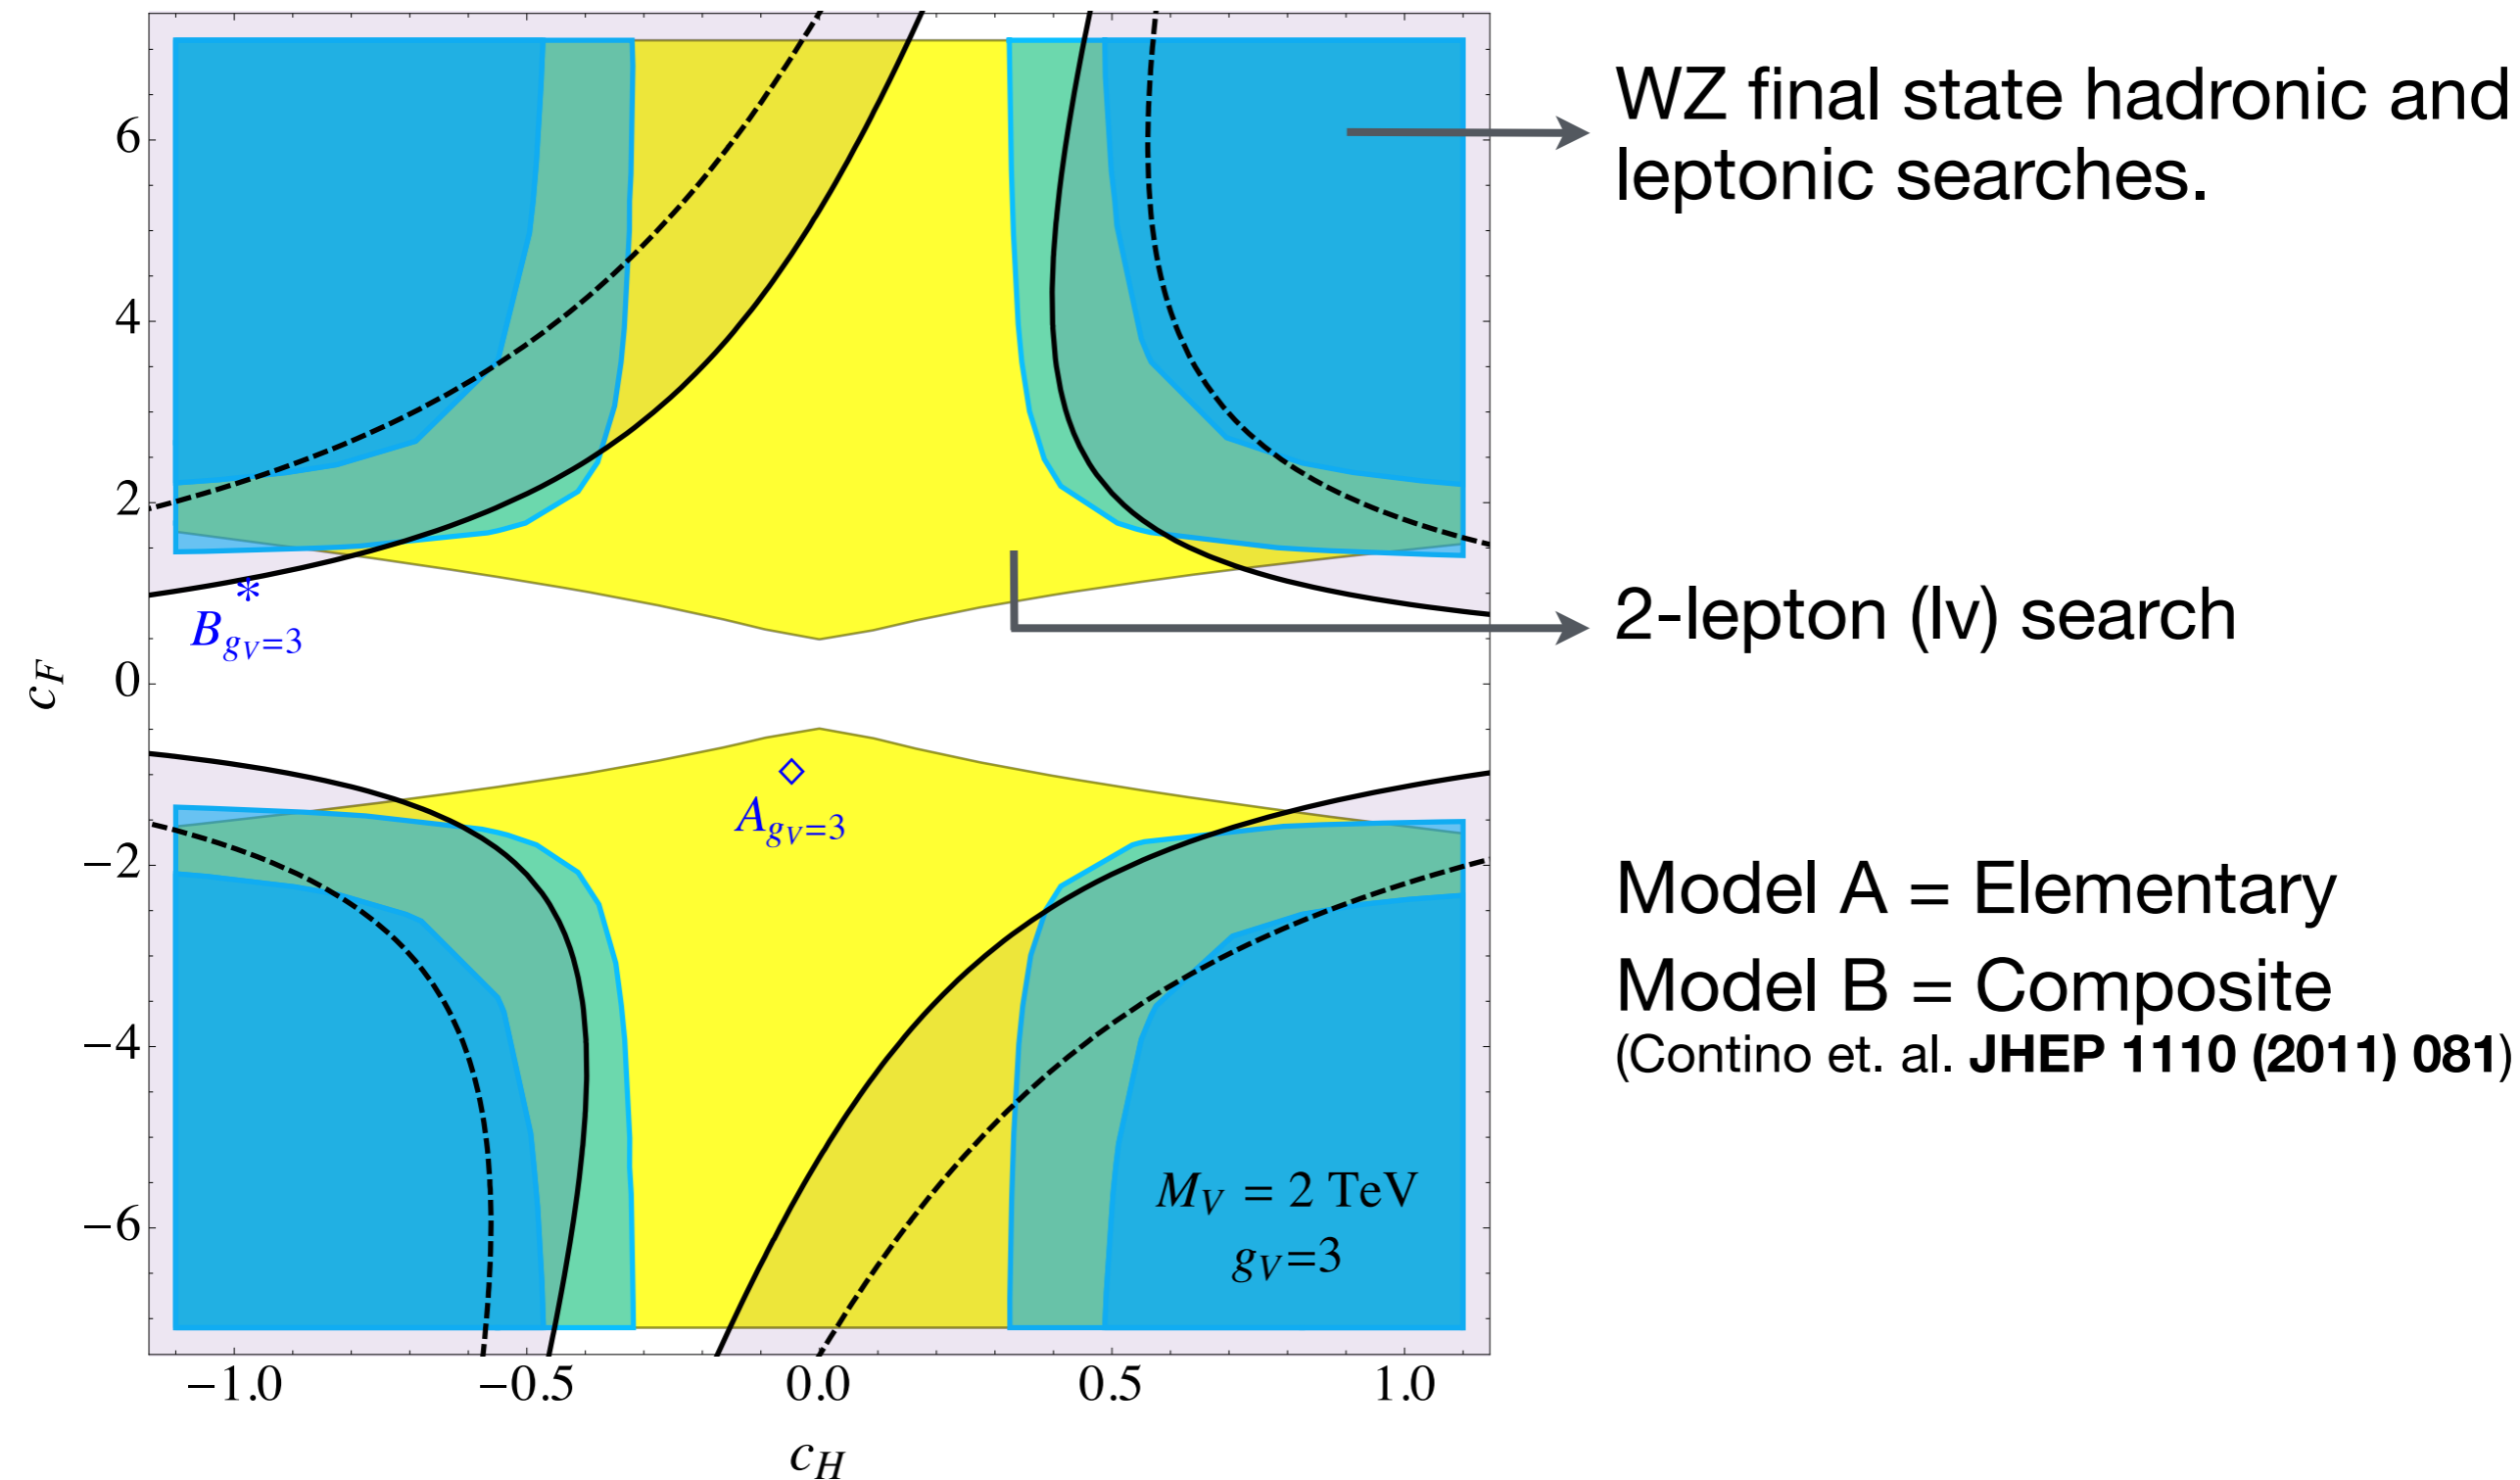 WZ final state hadronic and
leptonic searches.
2-lepton (lv) search
Model A = Elementary
Model B = Composite
(Contino et. al. JHEP 1110 (2011) 081)
6
4
2
0
−2
−4
−6
c_F
* 
B_{g_V=3}
A_{g_V=3}
M_V = 2 TeV
g_V=3
−1.0 −0.5 0.0 0.5 1.0
c_H